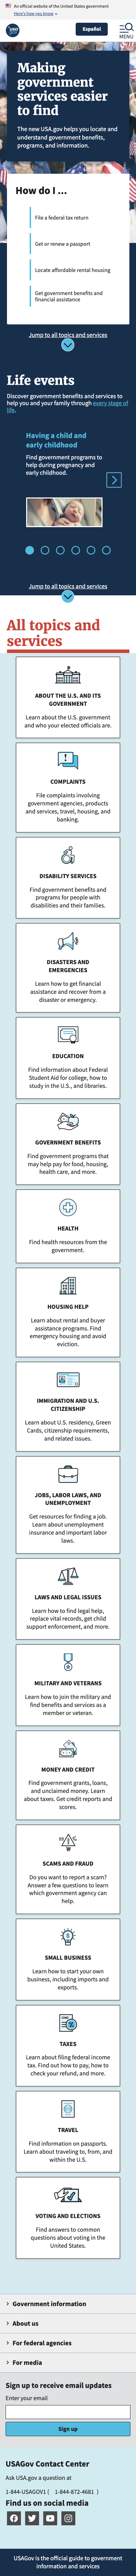 An official website of the United States government
Here's how you know
Español
MENU
Making
government
services easier
to find
The new USA.gov helps you locate and
understand government benefits,
programs, and information.
How do I ...
File a federal tax return
Get or renew a passport
Locate affordable rental housing
Get government benefits and
financial assistance
Jump to all topics and services
Life events
Discover government benefits and services to
help you and your family through every stage of
life.
Having a child and
early childhood
Find government programs to
help during pregnancy and
early childhood.
Jump to all topics and services
All topics and
services
ABOUT THE U.S. AND ITS
GOVERNMENT
Learn about the U.S. government
and who your elected officials are.
COMPLAINTS
File complaints involving
government agencies, products
and services, travel, housing, and
banking.
DISABILITY SERVICES
Find government benefits and
programs for people with
disabilities and their families.
DISASTERS AND
EMERGENCIES
Learn how to get financial
assistance and recover from a
disaster or emergency.
EDUCATION
Find information about Federal
Student Aid for college, how to
study in the U.S., and libraries.
GOVERNMENT BENEFITS
Find government programs that
may help pay for food, housing,
health care, and more.
HEALTH
Find health resources from the
government.
HOUSING HELP
Learn about rental and buyer
assistance programs. Find
emergency housing and avoid
eviction.
IMMIGRATION AND U.S.
CITIZENSHIP
Learn about U.S. residency, Green
Cards, citizenship requirements,
and related issues.
JOBS, LABOR LAWS, AND
UNEMPLOYMENT
Get resources for finding a job.
Learn about unemployment
insurance and important labor
laws.
LAWS AND LEGAL ISSUES
Learn how to find legal help,
replace vital records, get child
support enforcement, and more.
MILITARY AND VETERANS
Learn how to join the military and
find benefits and services as a
member or veteran.
MONEY AND CREDIT
Find government grants, loans,
and unclaimed money. Learn
about taxes. Get credit reports and
scores.
SCAMS AND FRAUD
Do you want to report a scam?
Answer a few questions to learn
which government agency can
help.
SMALL BUSINESS
Learn how to start your own
business, including imports and
exports.
TAXES
Learn about filing federal income
tax. Find out how to pay, how to
check your refund, and more.
TRAVEL
Find information on passports.
Learn about traveling to, from, and
within the U.S.
VOTING AND ELECTIONS
Find answers to common
questions about voting in the
United States.
Government information
About us
For federal agencies
For media
Sign up to receive email updates
Enter your email
Sign up
USAGov Contact Center
Ask USA.gov a question at
1-844-USAGOV1 ( 1-844-872-4681 )
Find us on social media
USAGov is the official guide to government
information and services